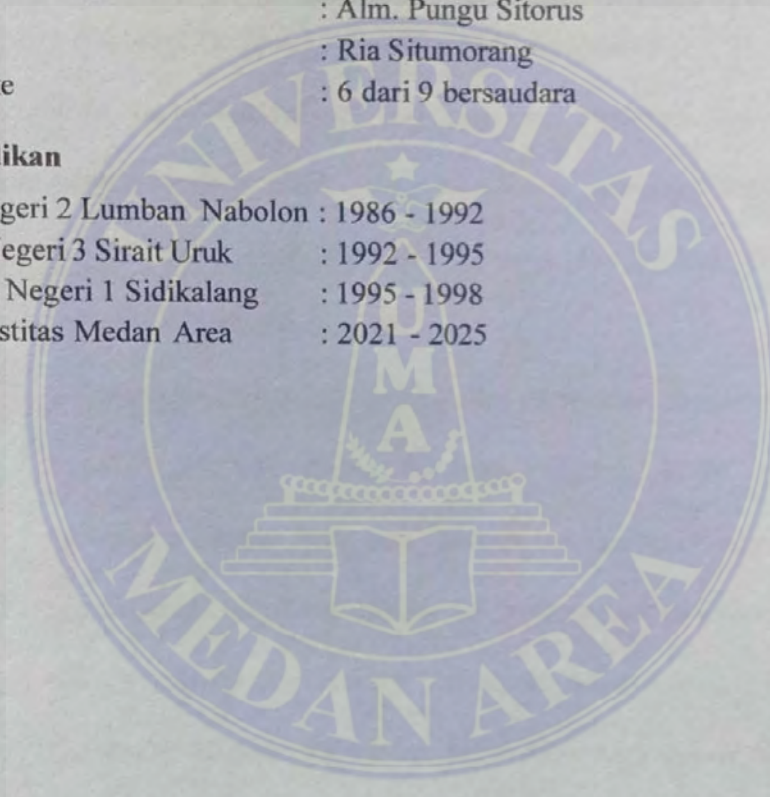 : Alm. Pungu Sitorus
: Ria Situmorang
e : 6 dari 9 bersaudara
ikan
geri 2 Lumban Nabolon : 1986 - 1992
egeri 3 Sirait Uruk : 1992 - 1995
Negeri 1 Sidikalang : 1995 - 1998
stitas Medan Area : 2021 - 2025
UNIVERSITAS
UMA
MEDAN AREA